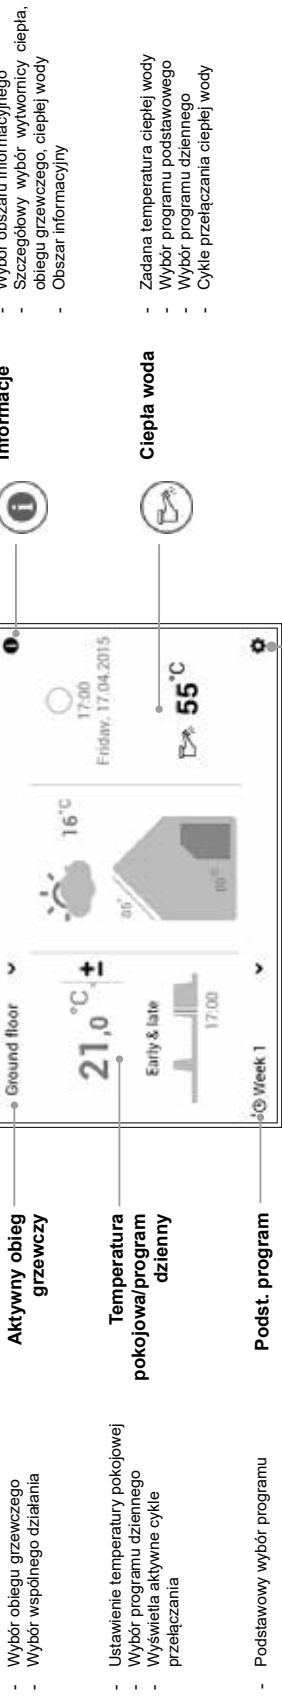 - Wybór obiegu grzewczego
- Wybór wspólnego działania
Aktywny obieg
grzewczy
- Ustawienie temperatury pokojowej
- Wybór programu dziennego
- Wyświetla aktywne cykle
przełączania
Temperatura
pokojowa/program
dzienny
- Podstawowy wybór programu
Podst. program
Ground floor
21,0 °C ±
Early & late
17:00
Week 1
16°C
86°
17:00
Friday, 17.04.2015
55°C
Informacje
- Wybór obszaru informacyjnego
- Szczegółowy wybór wytwornicy ciepła,
obiegu grzewczego, ciepłej wody
- Obszar informacyjny
Ciepła woda
- Zadana temperatura ciepłej wody
- Wybór programu podstawowego
- Wybór programu dziennego
- Cykle przełączania ciepłej wody